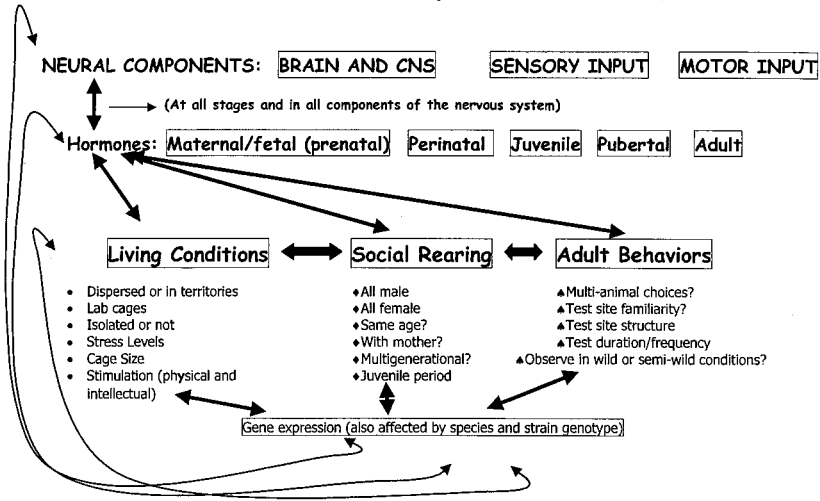 NEURAL COMPONENTS: BRAIN AND CNS SENSORY INPUT MOTOR INPUT
(At all stages and in all components of the nervous system)
Hormones: Maternal/fetal (prenatal) Perinatal Juvenile Pubertal Adult
Living Conditions Social Rearing Adult Behaviors
• Dispersed or in territories
• Lab cages
• Isolated or not
• Stress Levels
• Cage Size
• Stimulation (physical and
intellectual)
♦All male
♦All female
♦Same age?
♦With mother?
♦Multigenerational?
♦Juvenile period
♠Multi-animal choices?
♠Test site familiarity?
♠Test site structure
♠Test duration/frequency
♠Observe in wild or semi-wild conditions?
Gene expression (also affected by species and strain genotype)